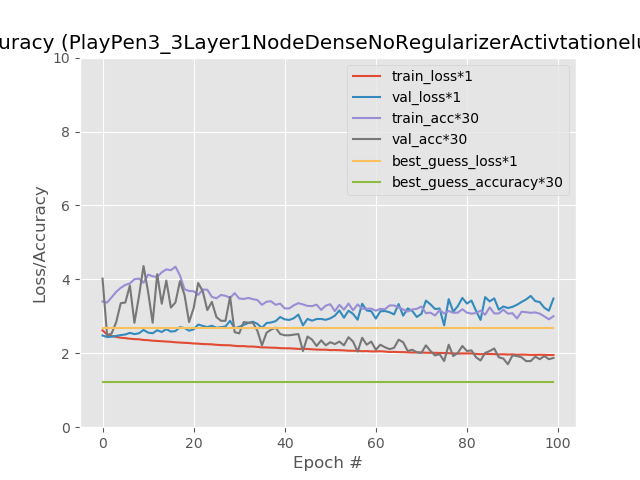 uracy (PlayPen3_3Layer1NodeDenseNoRegularizerActivtationelu
train_loss*1
val_loss*1
train_acc*30
val_acc*30
best_guess_loss*1
best_guess_accuracy*30
Loss/Accuracy
10
8
6
4
2
0
0 20 40 60 80 100
Epoch #